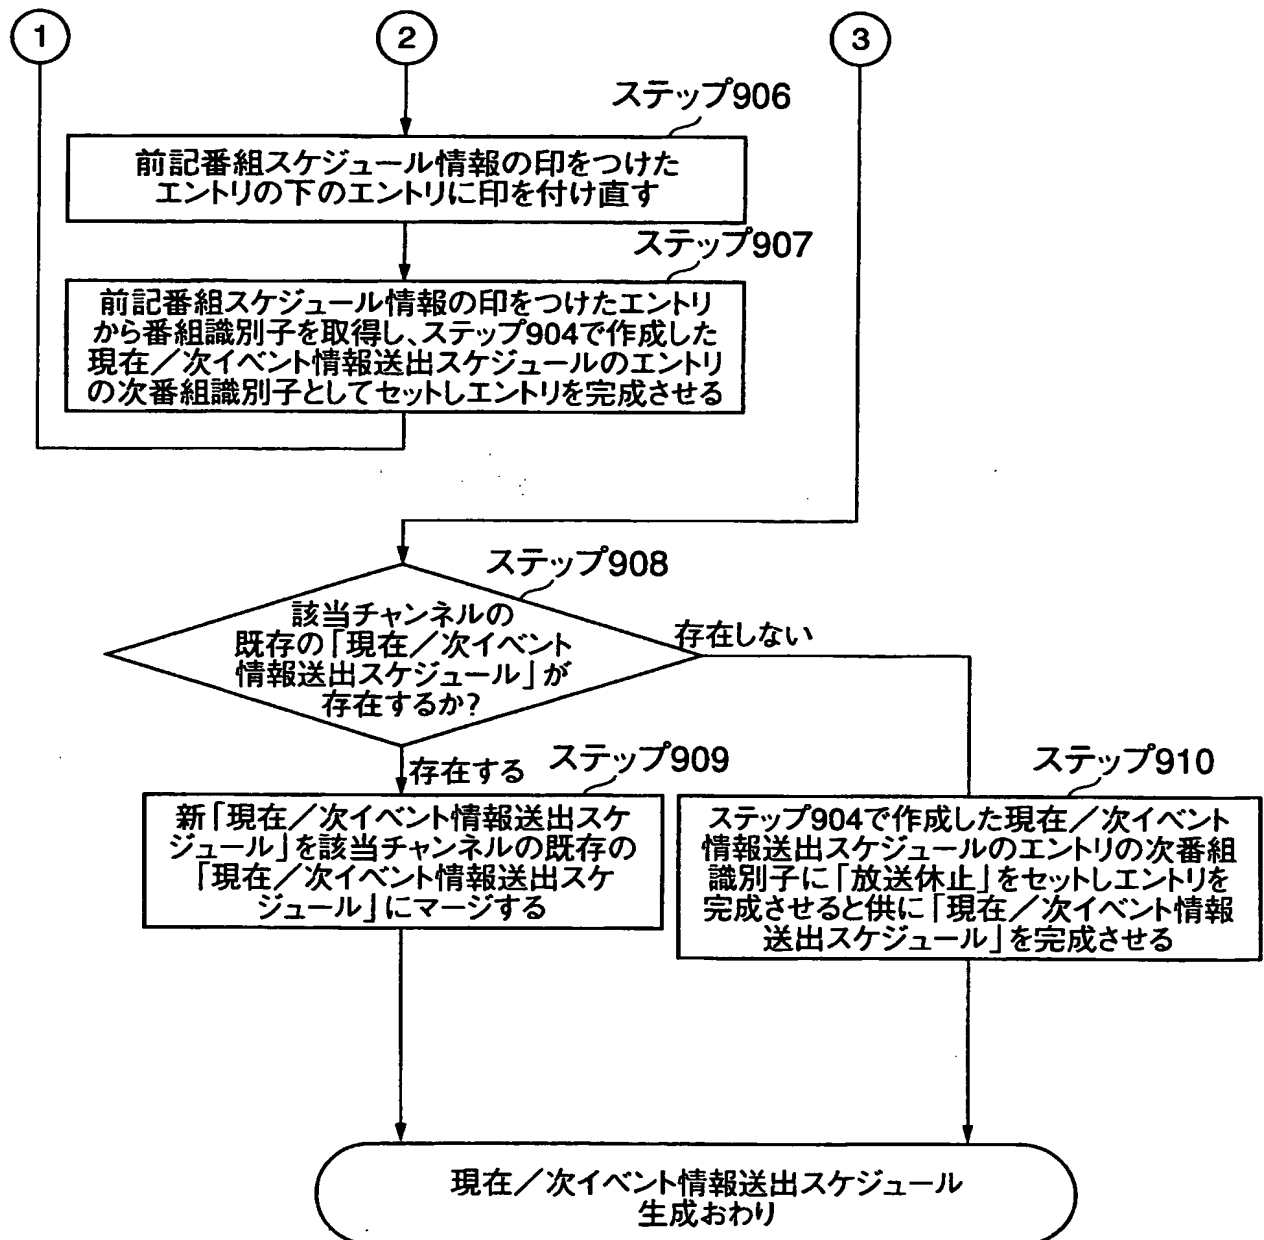 1
2
3
ステップ906
前記番組スケジュール情報の印をつけた
エントリの下のエントリに印を付け直す
ステップ907
前記番組スケジュール情報の印をつけたエントリ
から番組識別子を取得し、ステップ904で作成した
現在／次イベント情報送出スケジュールのエントリ
の次番組識別子としてセットしエントリを完成させる
ステップ908
該当チャンネルの
既存の「現在／次イベント
情報送出スケジュール」が
存在するか？
存在しない
存在する
ステップ909
新「現在／次イベント情報送出スケ
ジュール」を該当チャンネルの既存の
「現在／次イベント情報送出スケ
ジュール」にマージする
ステップ910
ステップ904で作成した現在／次イベント
情報送出スケジュールのエントリの次番組
識別子に「放送休止」をセットしエントリを
完成させると供に「現在／次イベント情報
送出スケジュール」を完成させる
現在／次イベント情報送出スケジュール
生成おわり